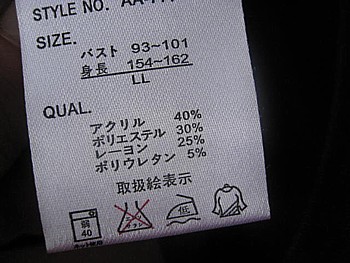 STYLE NO.
SIZE.
バスト 93~101
身長 154~162
LL
QUAL.
アクリル 40%
ポリエステル 30%
レーヨン 25%
ポリウレタン 5%
取扱絵表示
弱 40
低